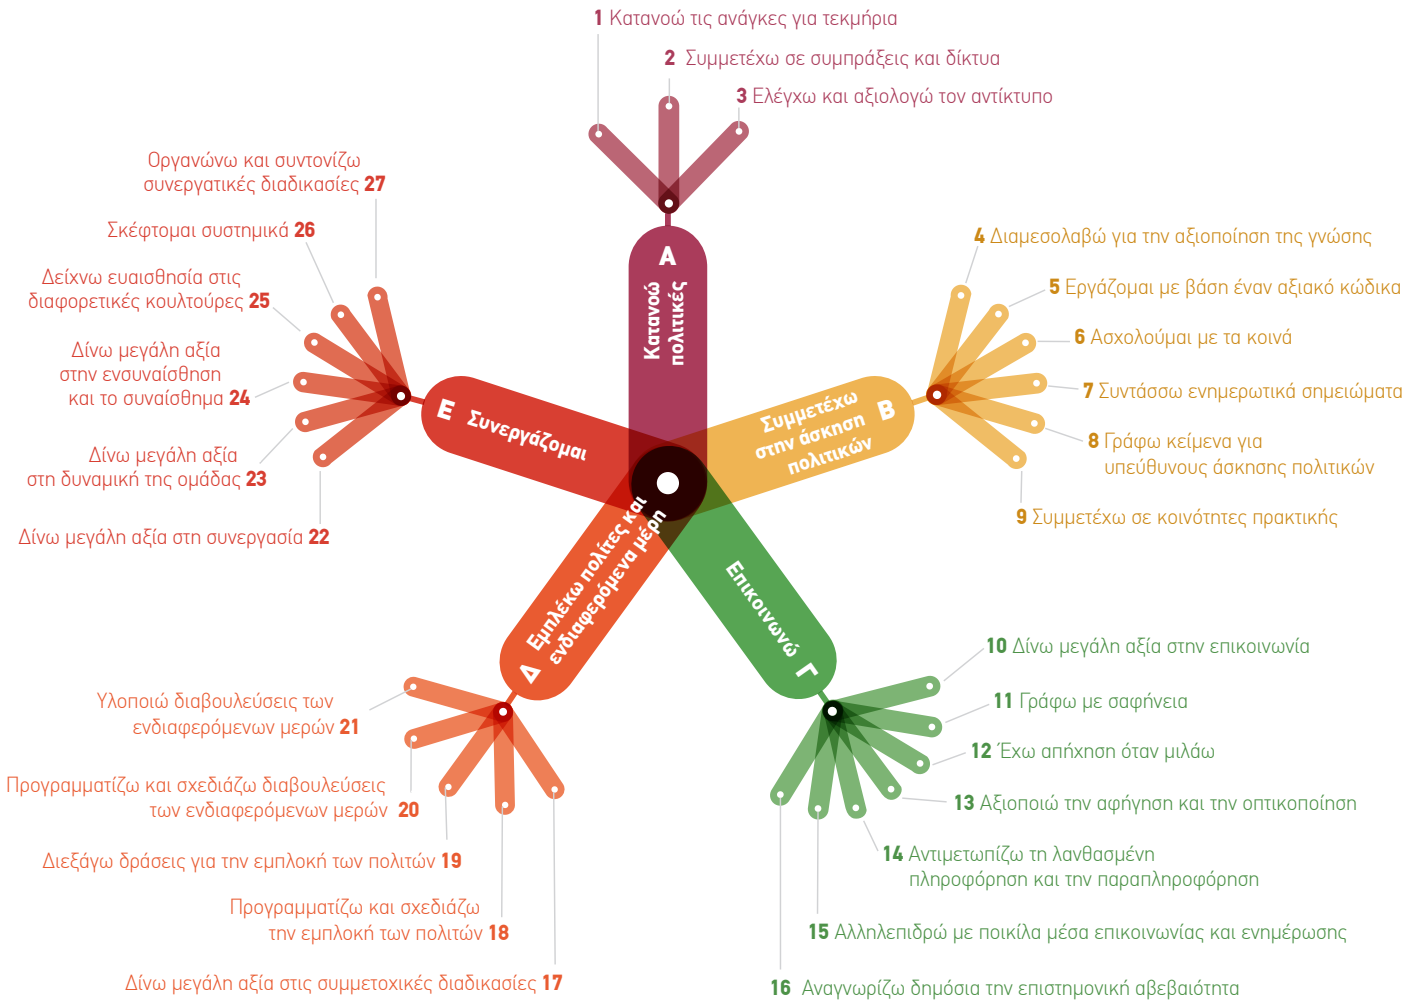 1 Κατανοώ τις ανάγκες για τεκμήρια
2 Συμμετέχω σε συμπράξεις και δίκτυα
3 Ελέγχω και αξιολογώ τον αντίκτυπο
Α
Κατανοώ
πολιτικές
4 Διαμεσολαβώ για την αξιοποίηση της γνώσης
5 Εργάζομαι με βάση έναν αξιακό κώδικα
6 Ασχολούμαι με τα κοινά
7 Συντάσσω ενημερωτικά σημειώματα
8 Γράφω κείμενα για
υπεύθυνους άσκησης πολιτικών
9 Συμμετέχω σε κοινότητες πρακτικής
Β
Συμμετέχω
στην άσκηση
πολιτικών
10 Δίνω μεγάλη αξία στην επικοινωνία
11 Γράφω με σαφήνεια
12 Έχω απήχηση όταν μιλάω
13 Αξιοποιώ την αφήγηση και την οπτικοποίηση
14 Αντιμετωπίζω τη λανθασμένη
πληροφόρηση και την παραπληροφόρηση
15 Αλληλεπιδρώ με ποικίλα μέσα επικοινωνίας και ενημέρωσης
16 Αναγνωρίζω δημόσια την επιστημονική αβεβαιότητα
Επικοινωνώ Γ
Δ
Εμπλέκω πολίτες και
ενδιαφερόμενα μέρη
Δίνω μεγάλη αξία στις συμμετοχικές διαδικασίες 17
Προγραμματίζω και σχεδιάζω
την εμπλοκή των πολιτών 18
Διεξάγω δράσεις για την εμπλοκή των πολιτών 19
Προγραμματίζω και σχεδιάζω διαβουλεύσεις
των ενδιαφερόμενων μερών 20
Υλοποιώ διαβουλεύσεις των
ενδιαφερόμενων μερών 21
Ε Συνεργάζομαι
Δίνω μεγάλη αξία στη συνεργασία 22
Δίνω μεγάλη αξία
στη δυναμική της ομάδας 23
Δίνω μεγάλη αξία
στην ενσυναίσθηση
και το συναίσθημα 24
Δείχνω ευαισθησία στις
διαφορετικές κουλτούρες 25
Σκέφτομαι συστημικά 26
Οργανώνω και συντονίζω
συνεργατικές διαδικασίες 27